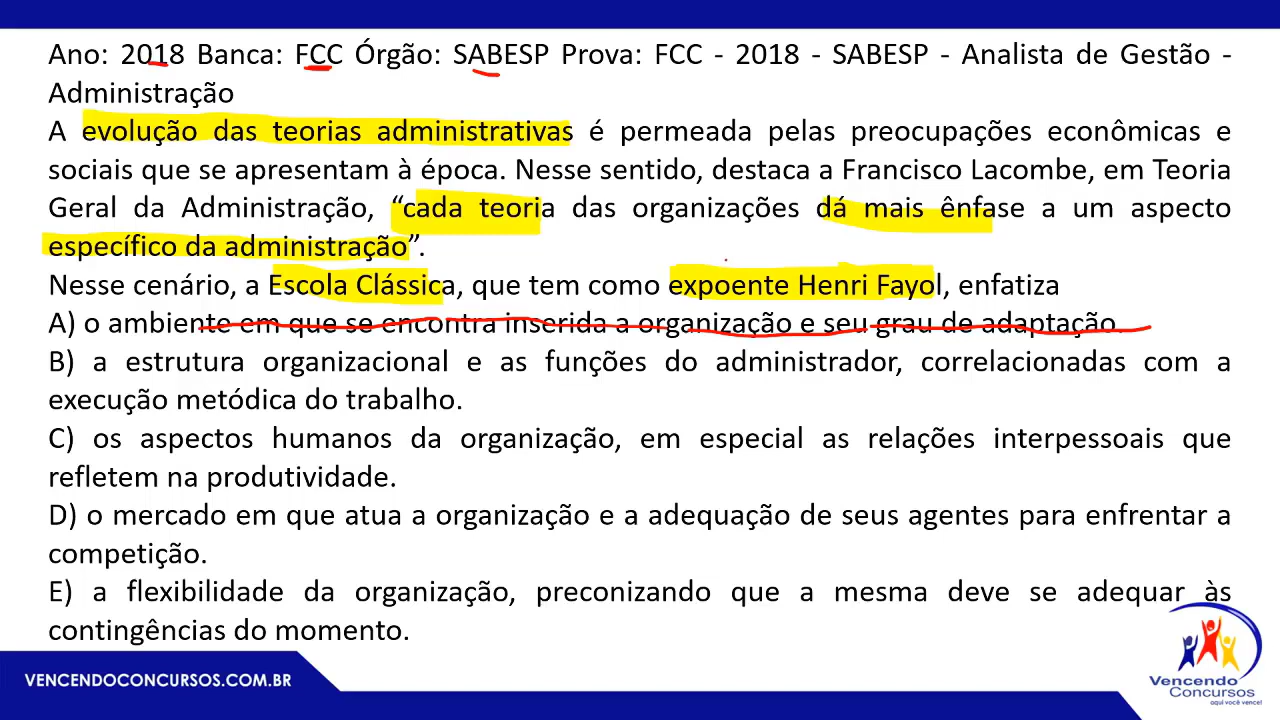 Ano: 2018 Banca: FCC Órgão: SABESP Prova: FCC - 2018 - SABESP - Analista de Gestão -
Administração
A evolução das teorias administrativas é permeada pelas preocupações econômicas e
sociais que se apresentam à época. Nesse sentido, destaca a Francisco Lacombe, em Teoria
Geral da Administração, “cada teoria das organizações dá mais ênfase a um aspecto
específico da administração”.
Nesse cenário, a Escola Clássica, que tem como expoente Henri Fayol, enfatiza
A) o ambiente em que se encontra inserida a organização e seu grau de adaptação.
B) a estrutura organizacional e as funções do administrador, correlacionadas com a
execução metódica do trabalho.
C) os aspectos humanos da organização, em especial as relações interpessoais que
refletem na produtividade.
D) o mercado em que atua a organização e a adequação de seus agentes para enfrentar a
competição.
E) a flexibilidade da organização, preconizando que a mesma deve se adequar às
contingências do momento.
VENCENDOCONCURSOS.COM.BR
Vencendo
Concursos
aqui você vence!